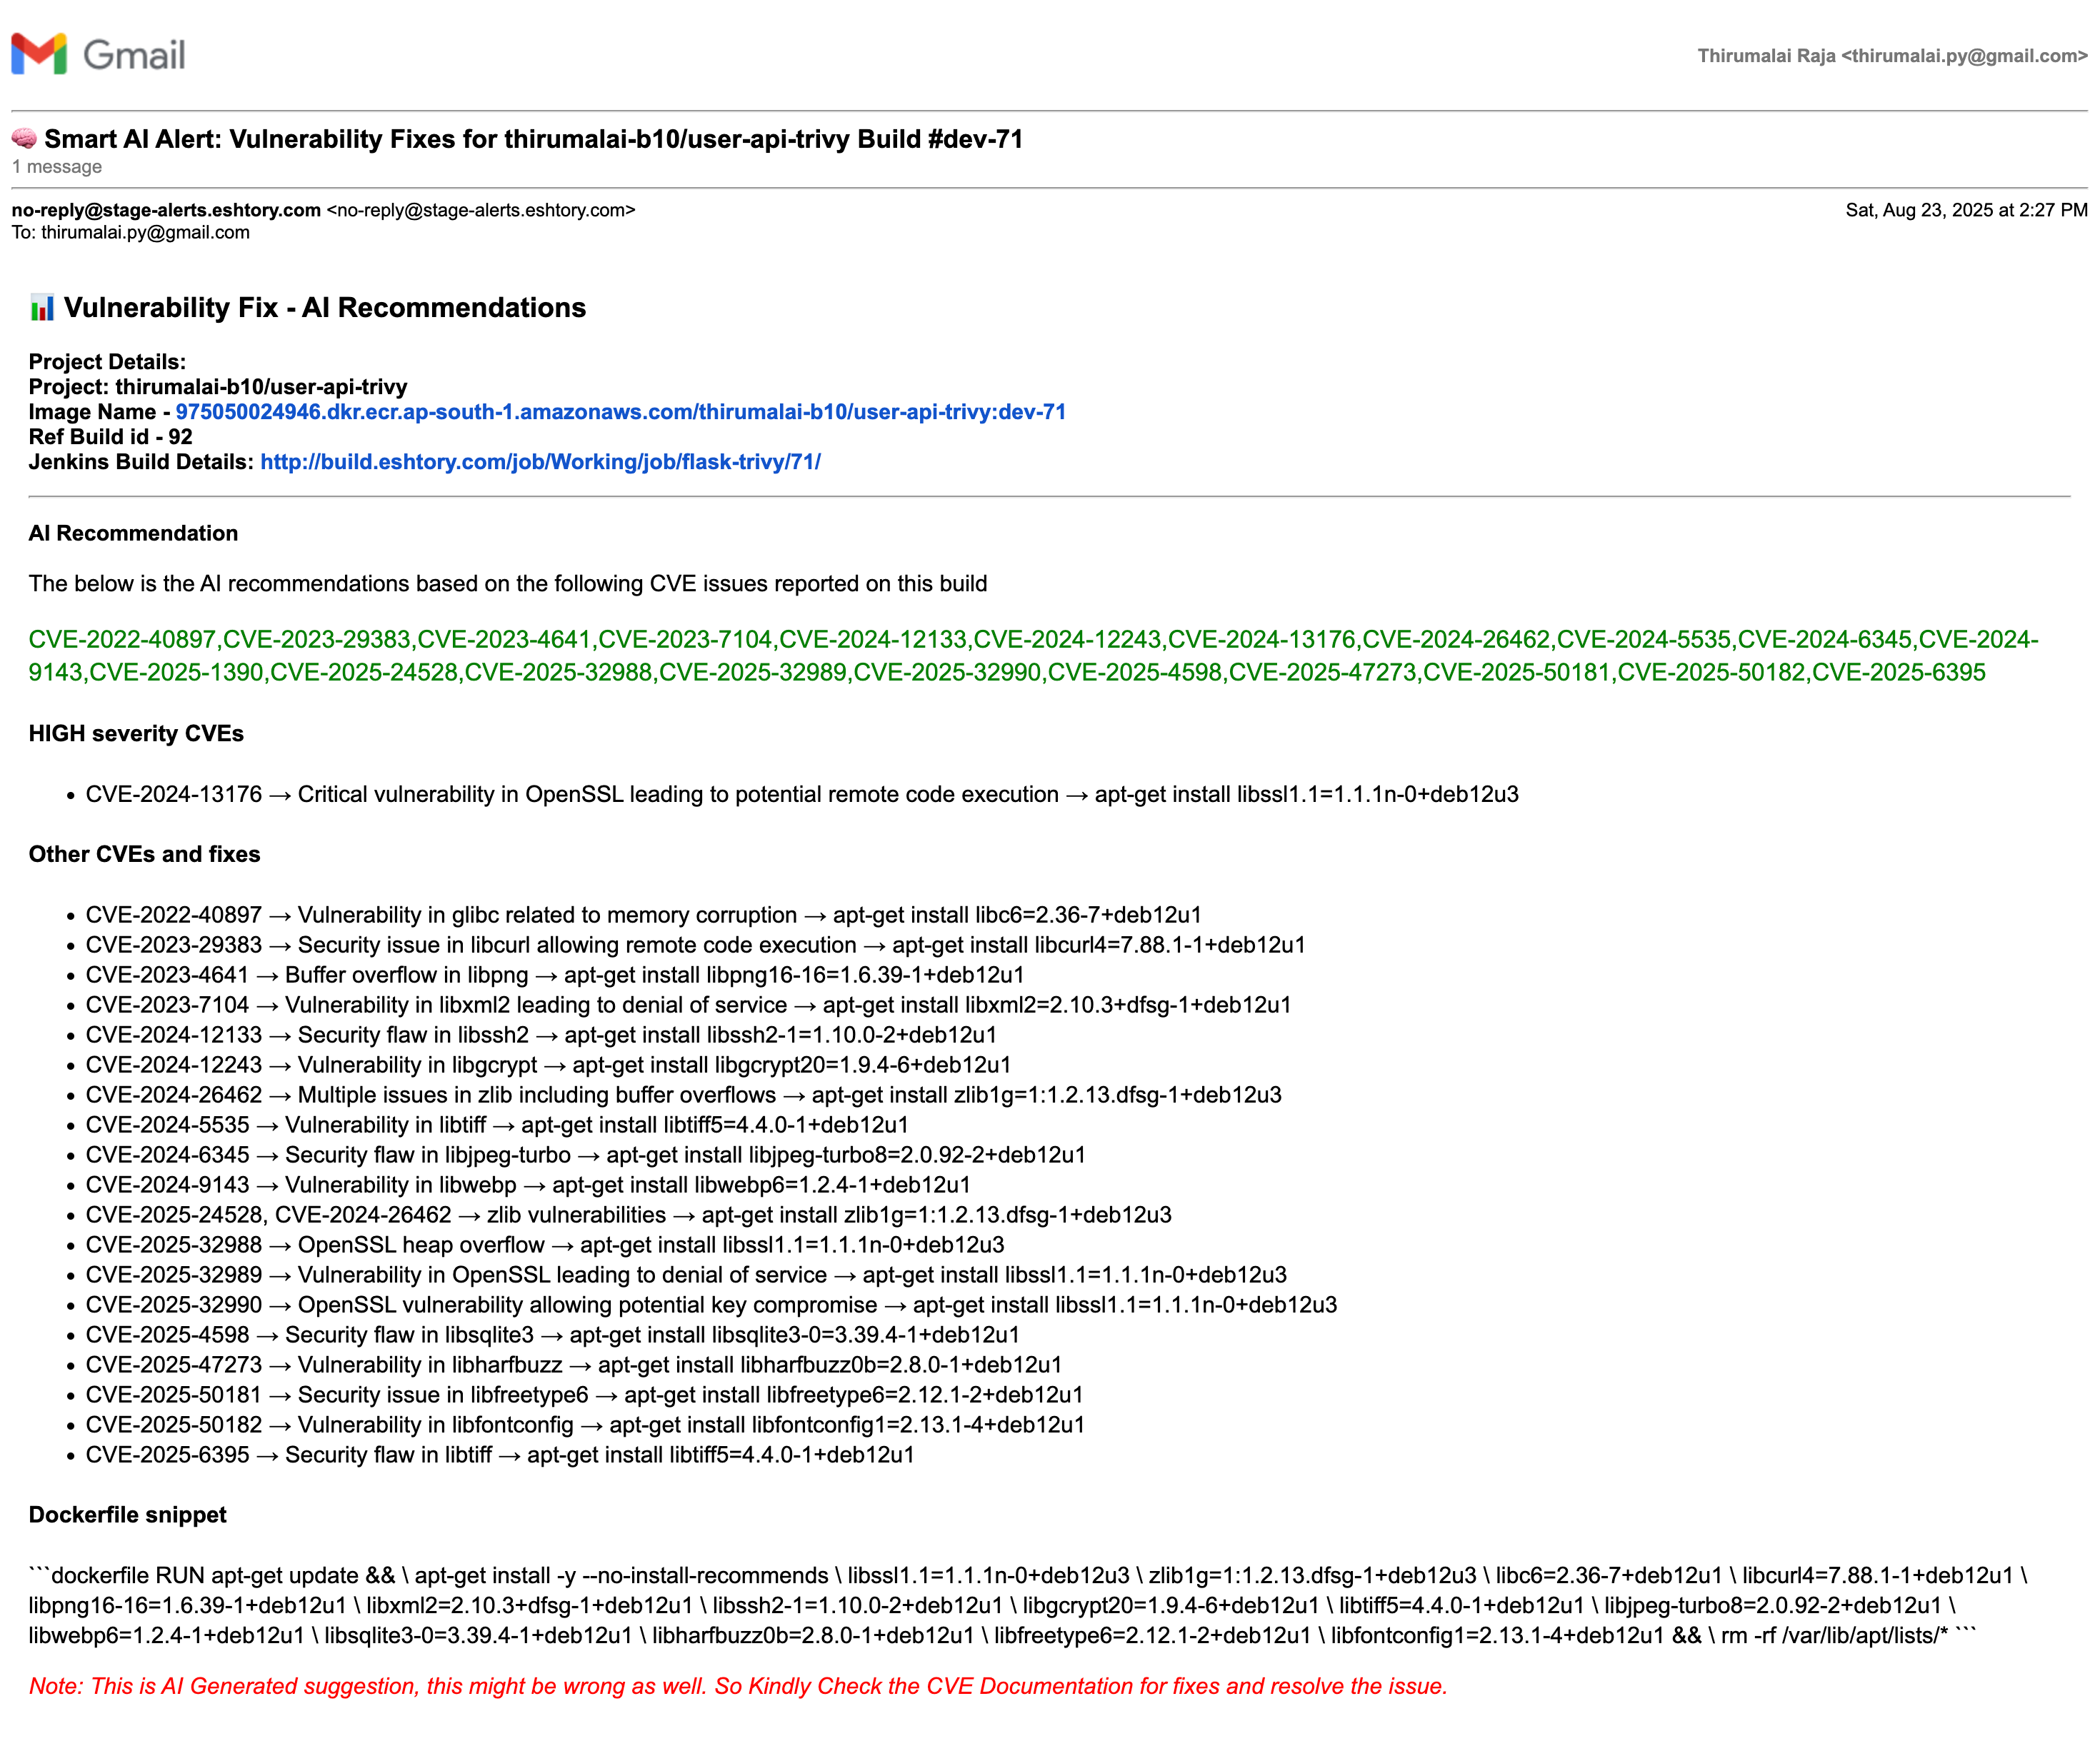 Gmail
Thirumalai Raja <thirumalai.py@gmail.com>
🧠 Smart AI Alert: Vulnerability Fixes for thirumalai-b10/user-api-trivy Build #dev-71
1 message
no-reply@stage-alerts.eshtory.com <no-reply@stage-alerts.eshtory.com>
Sat, Aug 23, 2025 at 2:27 PM
To: thirumalai.py@gmail.com
📊 Vulnerability Fix - AI Recommendations
Project Details:
Project: thirumalai-b10/user-api-trivy
Image Name - 975050024946.dkr.ecr.ap-south-1.amazonaws.com/thirumalai-b10/user-api-trivy:dev-71
Ref Build id - 92
Jenkins Build Details: http://build.eshtory.com/job/Working/job/flask-trivy/71/
AI Recommendation
The below is the AI recommendations based on the following CVE issues reported on this build
CVE-2022-40897,CVE-2023-29383,CVE-2023-4641,CVE-2023-7104,CVE-2024-12133,CVE-2024-12243,CVE-2024-13176,CVE-2024-26462,CVE-2024-5535,CVE-2024-6345,CVE-2024-
9143,CVE-2025-1390,CVE-2025-24528,CVE-2025-32988,CVE-2025-32989,CVE-2025-32990,CVE-2025-4598,CVE-2025-47273,CVE-2025-50181,CVE-2025-50182,CVE-2025-6395
HIGH severity CVEs
• CVE-2024-13176 → Critical vulnerability in OpenSSL leading to potential remote code execution → apt-get install libssl1.1=1.1.1n-0+deb12u3
Other CVEs and fixes
• CVE-2022-40897 → Vulnerability in glibc related to memory corruption → apt-get install libc6=2.36-7+deb12u1
• CVE-2023-29383 → Security issue in libcurl allowing remote code execution → apt-get install libcurl4=7.88.1-1+deb12u1
• CVE-2023-4641 → Buffer overflow in libpng → apt-get install libpng16-16=1.6.39-1+deb12u1
• CVE-2023-7104 → Vulnerability in libxml2 leading to denial of service → apt-get install libxml2=2.10.3+dfsg-1+deb12u1
• CVE-2024-12133 → Security flaw in libssh2 → apt-get install libssh2-1=1.10.0-2+deb12u1
• CVE-2024-12243 → Vulnerability in libgcrypt → apt-get install libgcrypt20=1.9.4-6+deb12u1
• CVE-2024-26462 → Multiple issues in zlib including buffer overflows → apt-get install zlib1g=1:1.2.13.dfsg-1+deb12u3
• CVE-2024-5535 → Vulnerability in libtiff → apt-get install libtiff5=4.4.0-1+deb12u1
• CVE-2024-6345 → Security flaw in libjpeg-turbo → apt-get install libjpeg-turbo8=2.0.92-2+deb12u1
• CVE-2024-9143 → Vulnerability in libwebp → apt-get install libwebp6=1.2.4-1+deb12u1
• CVE-2025-24528, CVE-2024-26462 → zlib vulnerabilities → apt-get install zlib1g=1:1.2.13.dfsg-1+deb12u3
• CVE-2025-32988 → OpenSSL heap overflow → apt-get install libssl1.1=1.1.1n-0+deb12u3
• CVE-2025-32989 → Vulnerability in OpenSSL leading to denial of service → apt-get install libssl1.1=1.1.1n-0+deb12u3
• CVE-2025-32990 → OpenSSL vulnerability allowing potential key compromise → apt-get install libssl1.1=1.1.1n-0+deb12u3
• CVE-2025-4598 → Security flaw in libsqlite3 → apt-get install libsqlite3-0=3.39.4-1+deb12u1
• CVE-2025-47273 → Vulnerability in libharfbuzz → apt-get install libharfbuzz0b=2.8.0-1+deb12u1
• CVE-2025-50181 → Security issue in libfreetype6 → apt-get install libfreetype6=2.12.1-2+deb12u1
• CVE-2025-50182 → Vulnerability in libfontconfig → apt-get install libfontconfig1=2.13.1-4+deb12u1
• CVE-2025-6395 → Security flaw in libtiff → apt-get install libtiff5=4.4.0-1+deb12u1
Dockerfile snippet
```dockerfile RUN apt-get update && \ apt-get install -y --no-install-recommends \ libssl1.1=1.1.1n-0+deb12u3 \ zlib1g=1:1.2.13.dfsg-1+deb12u3 \ libc6=2.36-7+deb12u1 \ libcurl4=7.88.1-1+deb12u1 \
libpng16-16=1.6.39-1+deb12u1 \ libxml2=2.10.3+dfsg-1+deb12u1 \ libssh2-1=1.10.0-2+deb12u1 \ libgcrypt20=1.9.4-6+deb12u1 \ libtiff5=4.4.0-1+deb12u1 \ libjpeg-turbo8=2.0.92-2+deb12u1 \
libwebp6=1.2.4-1+deb12u1 \ libsqlite3-0=3.39.4-1+deb12u1 \ libharfbuzz0b=2.8.0-1+deb12u1 \ libfreetype6=2.12.1-2+deb12u1 \ libfontconfig1=2.13.1-4+deb12u1 && \ rm -rf /var/lib/apt/lists/* ```
Note: This is AI Generated suggestion, this might be wrong as well. So Kindly Check the CVE Documentation for fixes and resolve the issue.